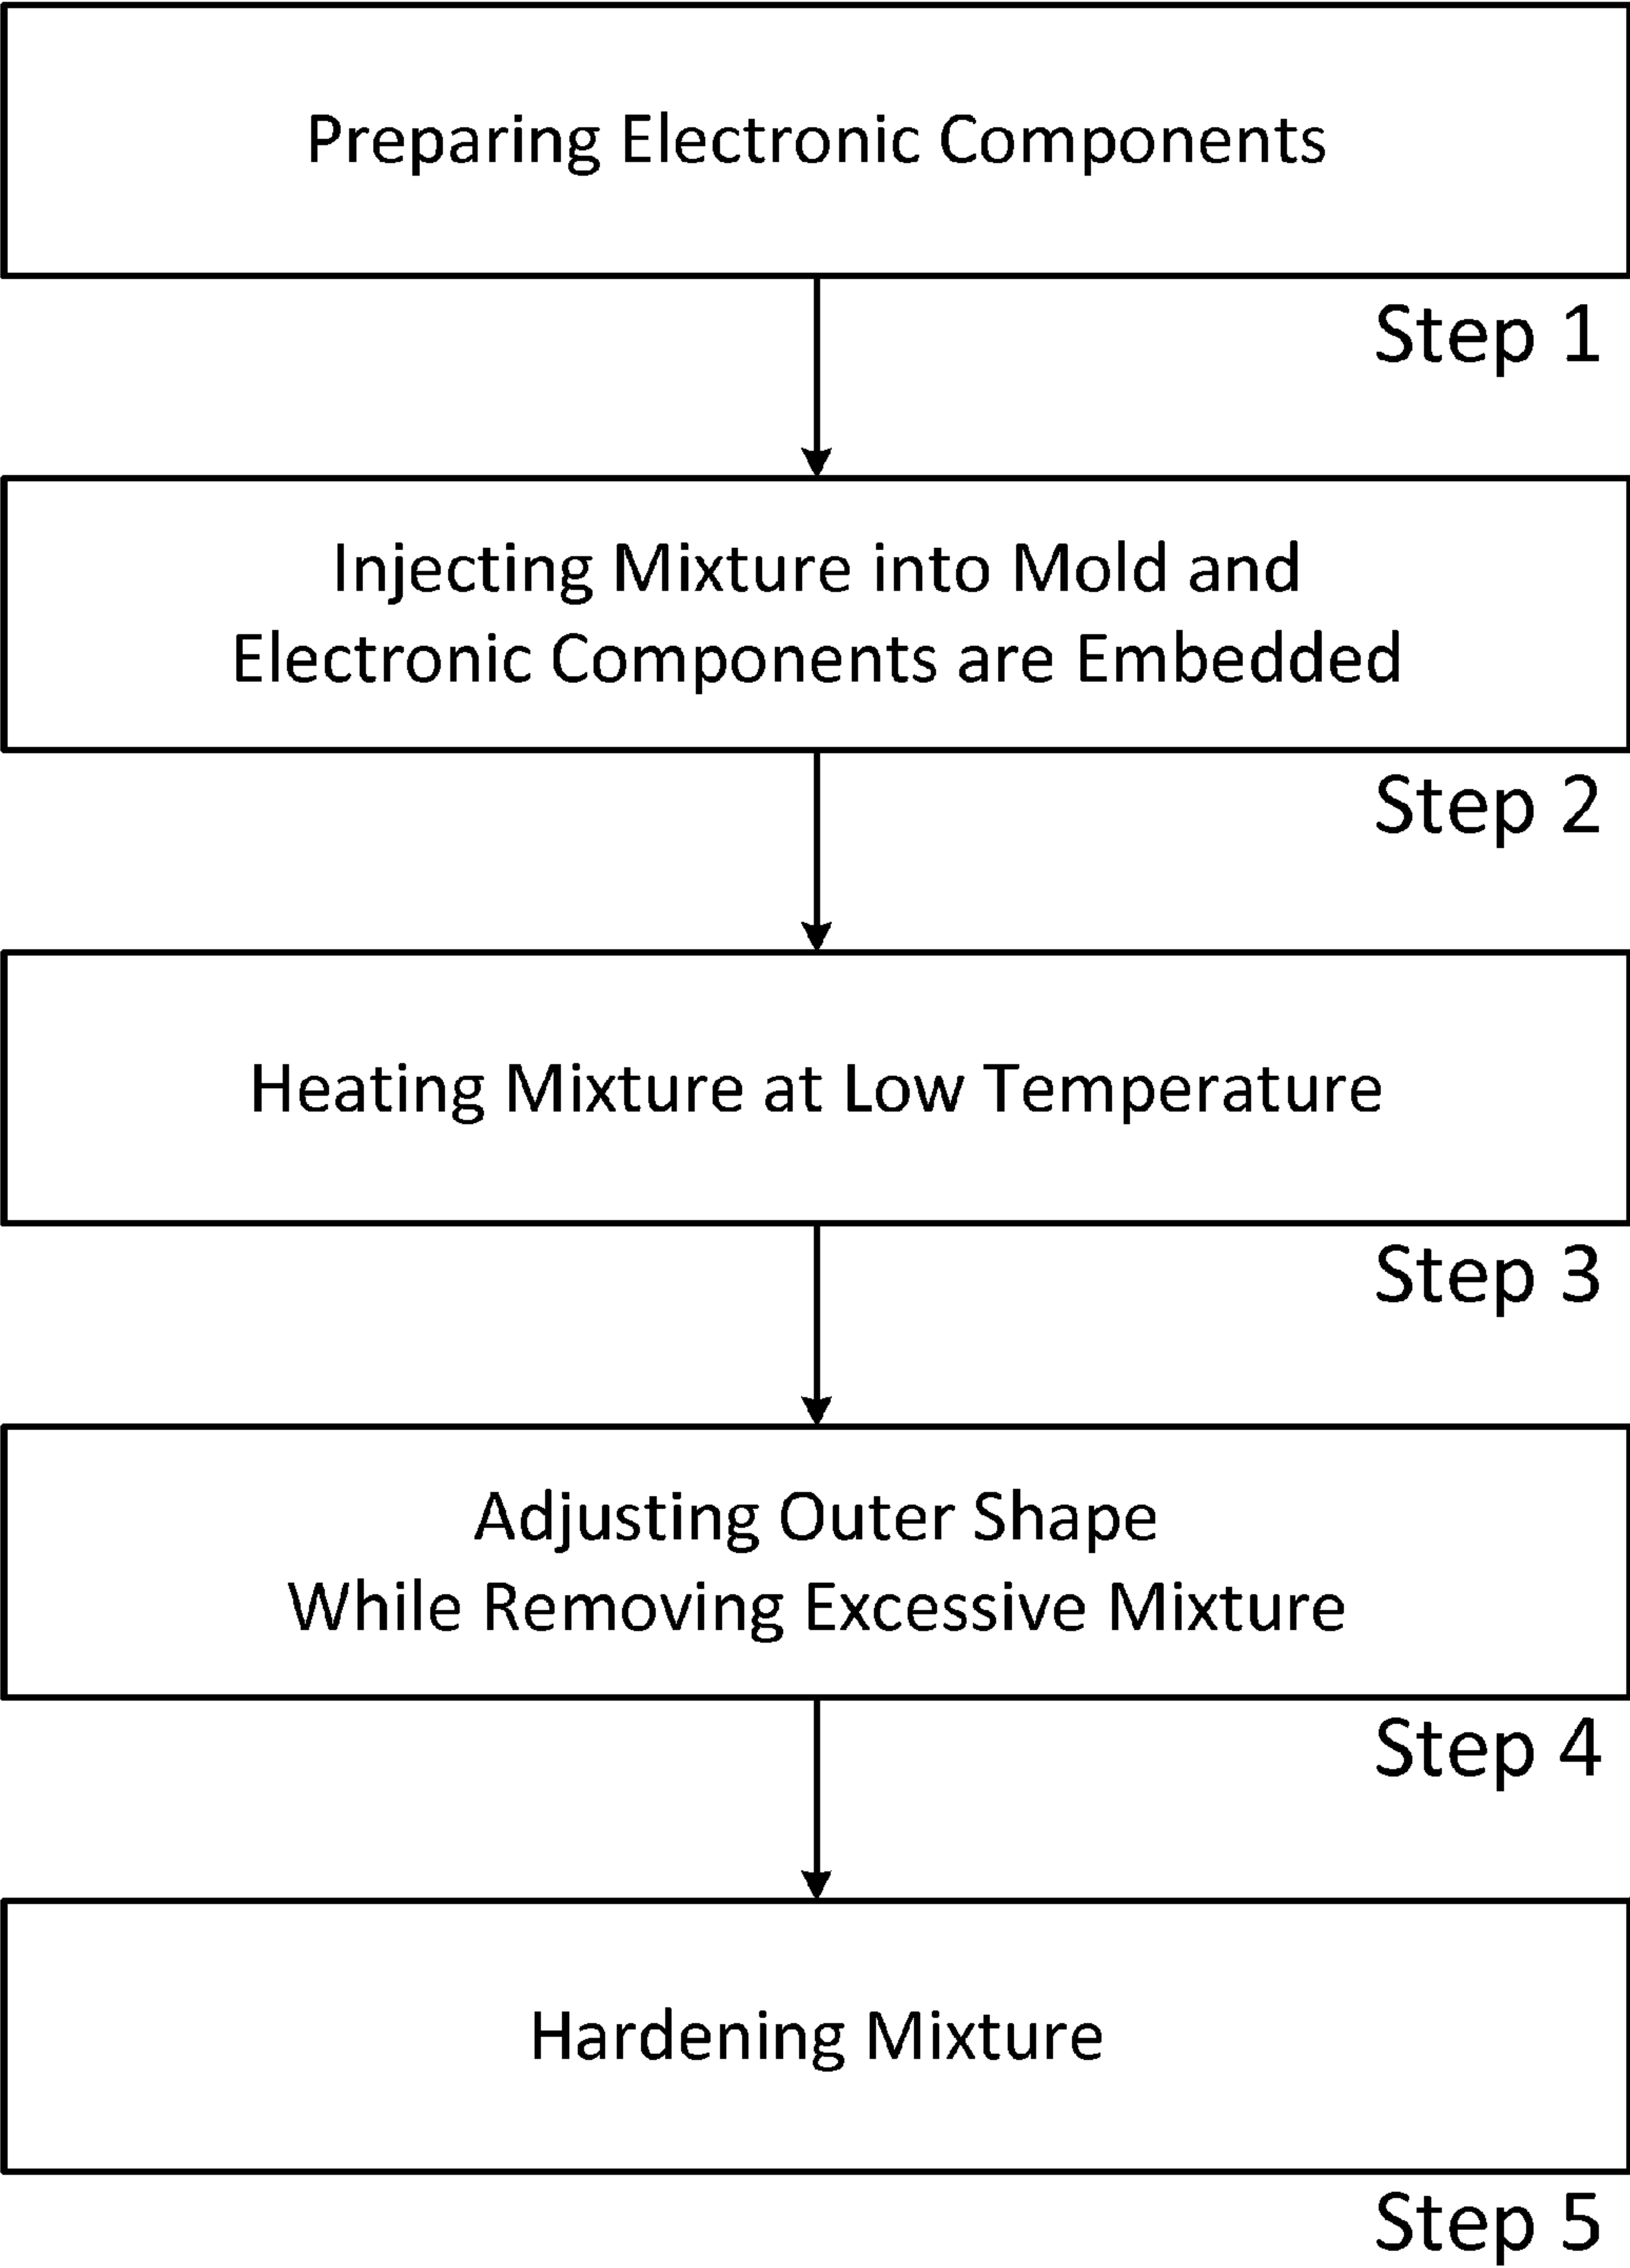 Preparing Electronic Components
Step 1
Injecting Mixture into Mold and
Electronic Components are Embedded
Step 2
Heating Mixture at Low Temperature
Step 3
Adjusting Outer Shape
While Removing Excessive Mixture
Step 4
Hardening Mixture
Step 5